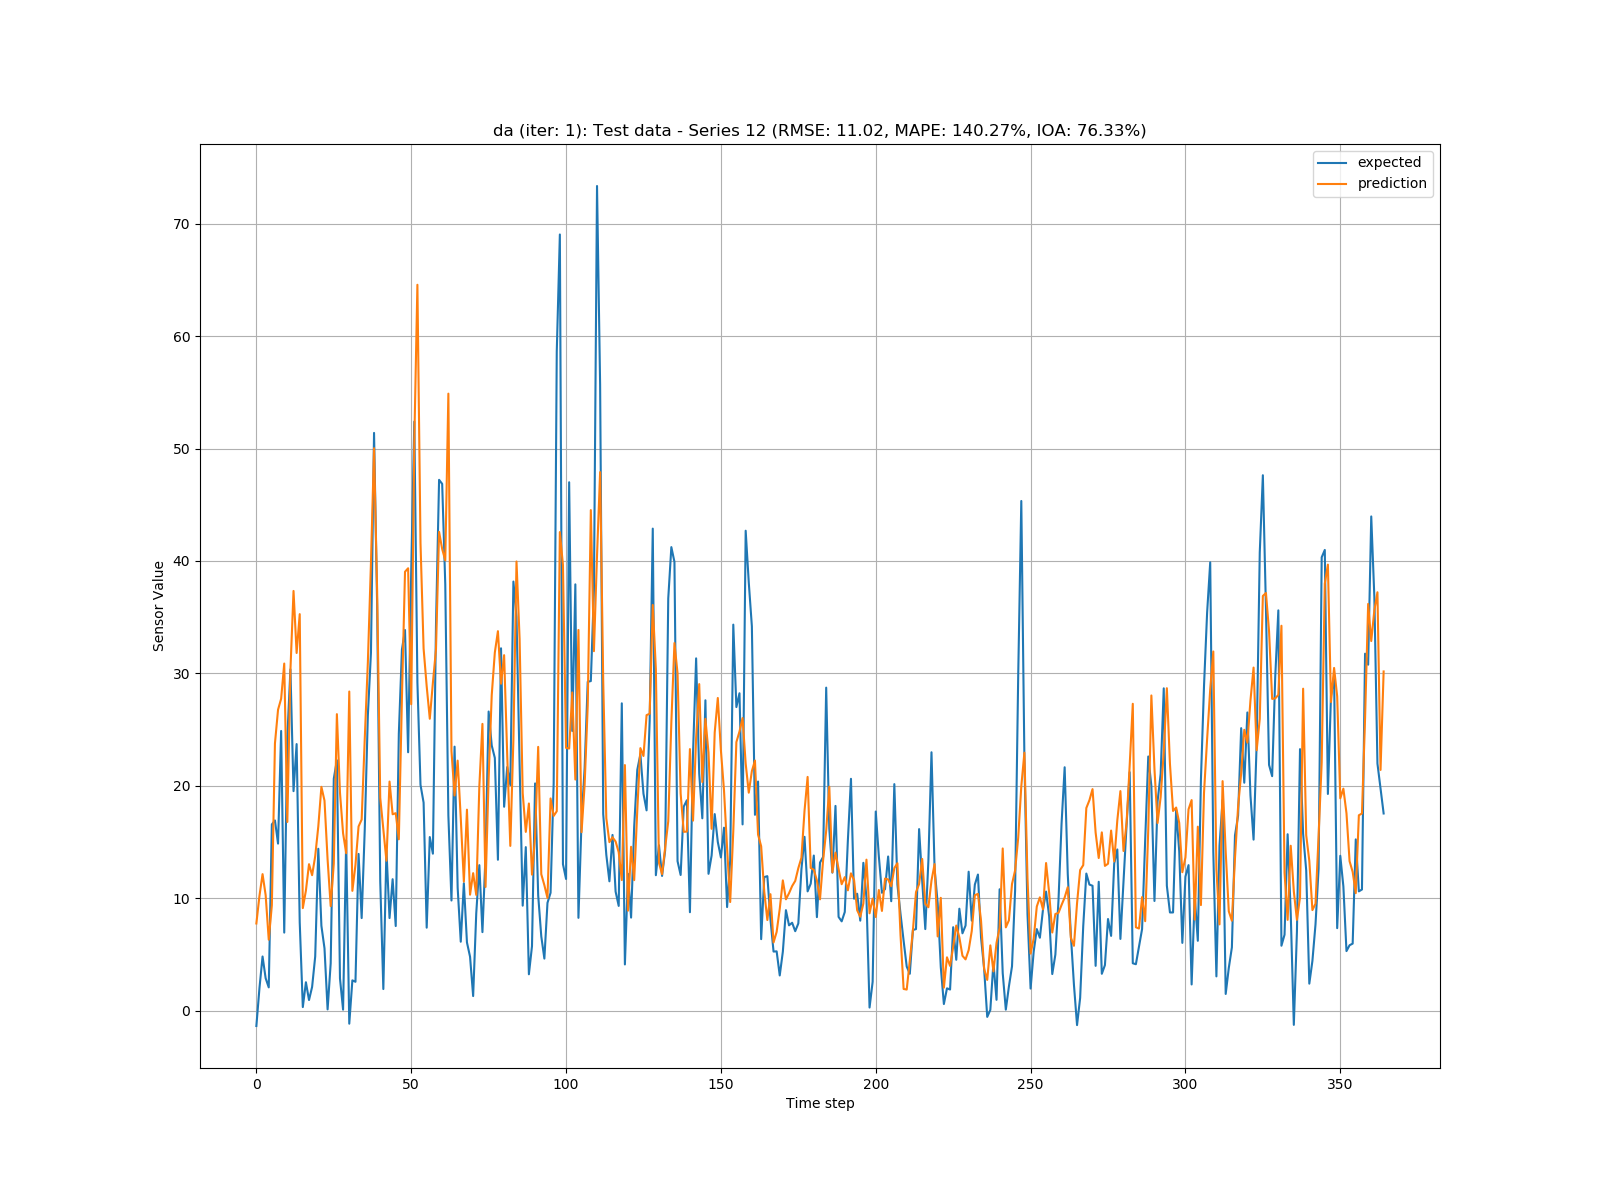 da (iter: 1): Test data - Series 12 (RMSE: 11.02, MAPE: 140.27%, IOA: 76.33%)
expected
prediction
70
60
50
40
30
20
10
0
Sensor Value
0 50 100 150 200 250 300 350
Time step